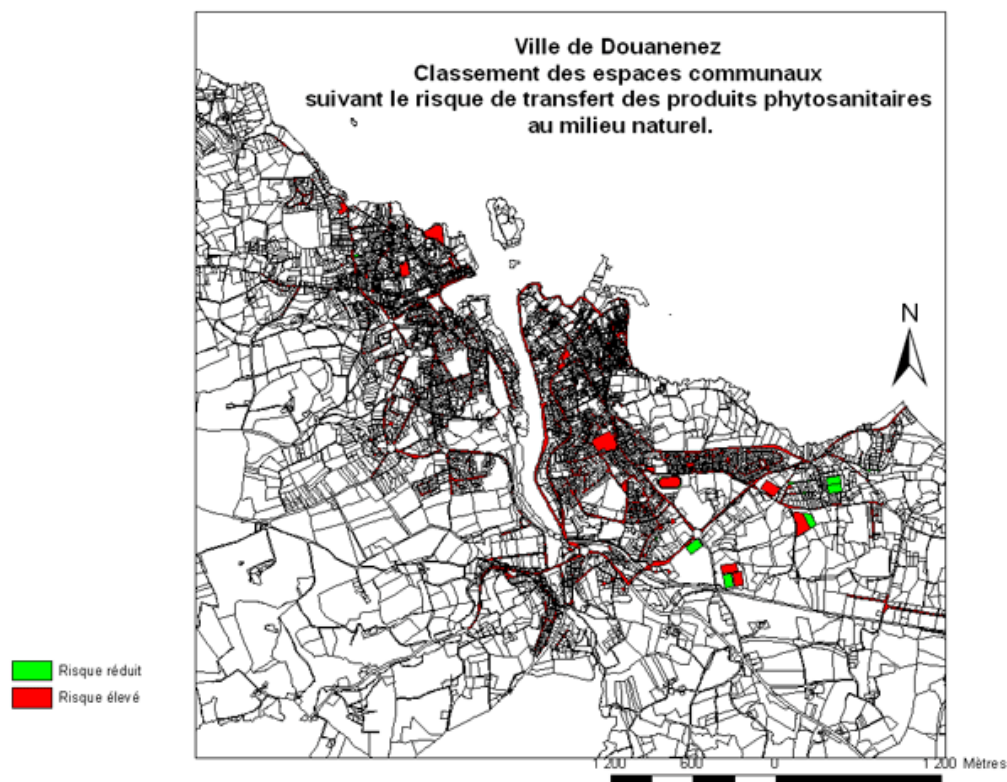 Ville de Douanenez
Classement des espaces communaux
suivant le risque de transfert des produits phytosanitaires
au milieu naturel.
N
Risque réduit
Risque élevé
1 200 600 0 1 200 Mètres